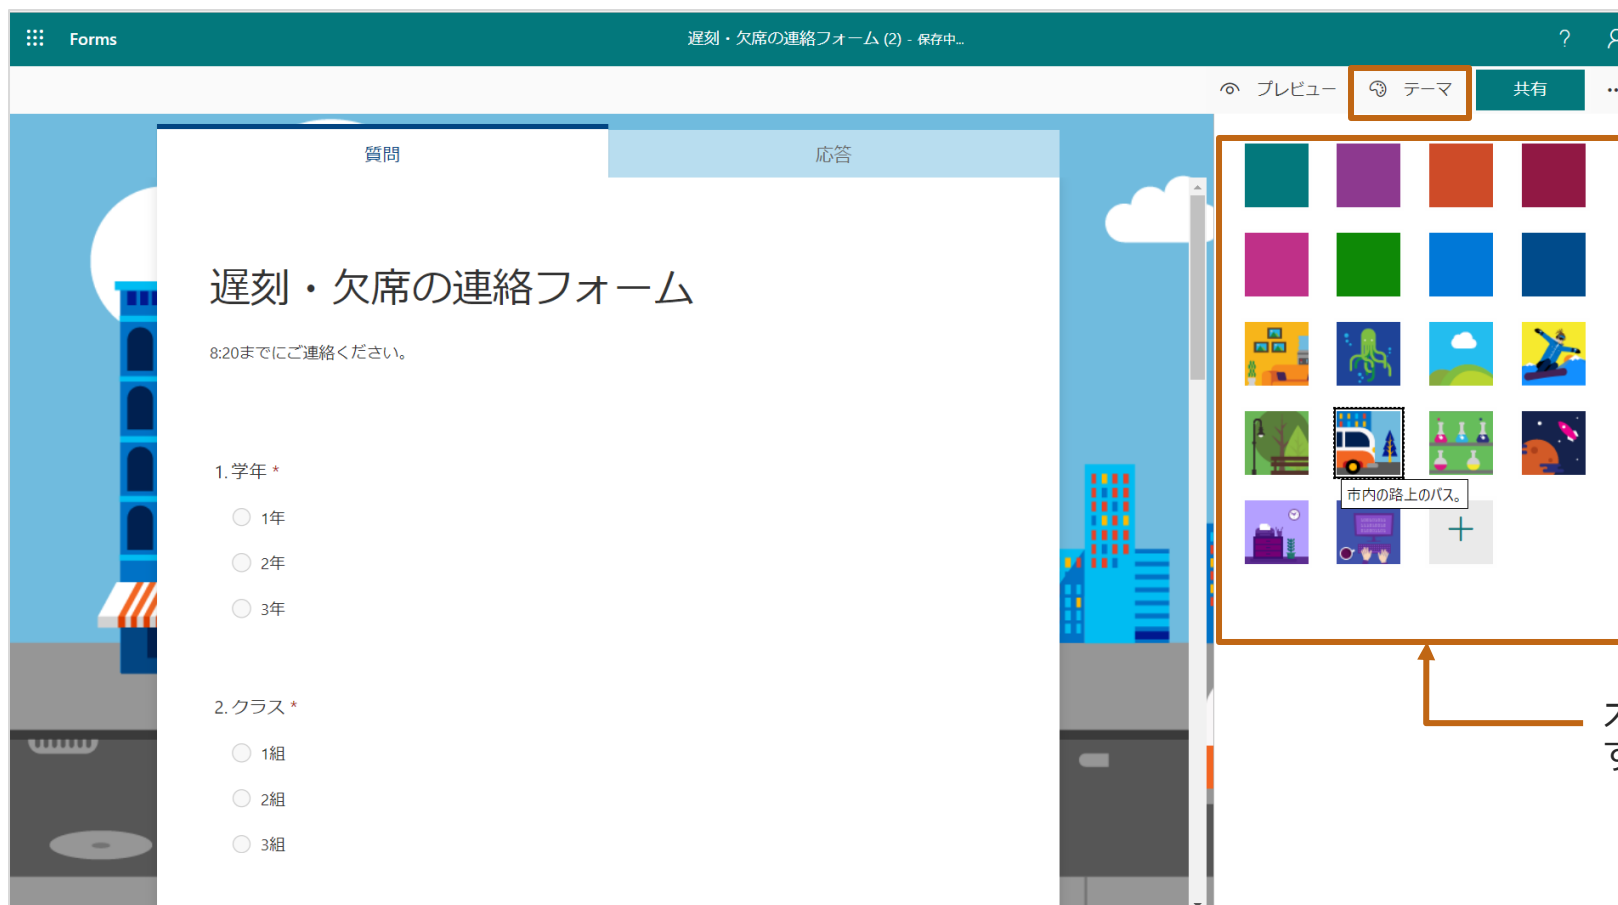 Forms
遅刻・欠席の連絡フォーム (2) - 保存中...
?
プレビュー
テーマ
共有
質問
応答
遅刻・欠席の連絡フォーム
8:20までにご連絡ください。
1. 学年 *
1年
2年
3年
2. クラス *
1組
2組
3組
市内の路上のバス。